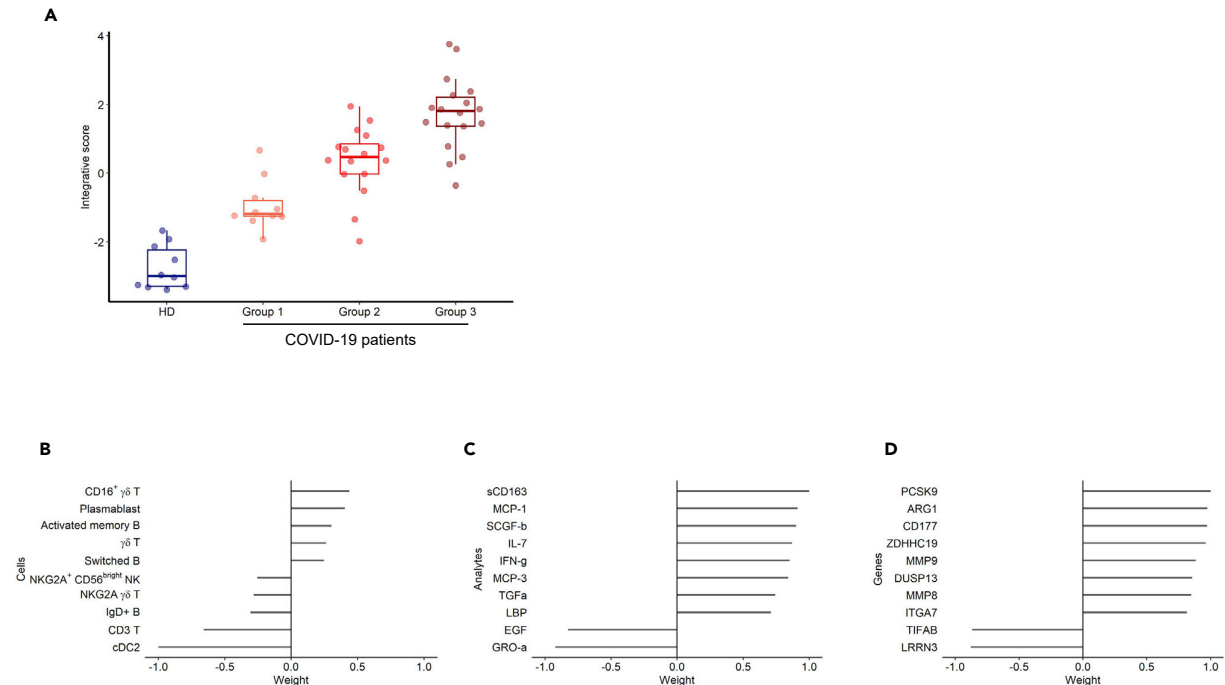 A
4
2
0
-2
Integrative score
HD
Group 1
Group 2
Group 3
COVID-19 patients
B
CD16⁺ γδ T
Plasmablast
Activated memory B
γδ T
Switched B
NKG2A⁺ CD56ᵇʳⁱᵍʰᵗ NK
NKG2A γδ T
IgD+ B
CD3 T
cDC2
Cells
-1.0 -0.5 0.0 0.5 1.0
Weight
C
sCD163
MCP-1
SCGF-b
IL-7
IFN-g
MCP-3
TGFa
LBP
EGF
GRO-a
Analytes
-1.0 -0.5 0.0 0.5 1.0
Weight
D
PCSK9
ARG1
CD177
ZDHHC19
MMP9
DUSP13
MMP8
ITGA7
TIFAB
LRRN3
Genes
-1.0 -0.5 0.0 0.5 1.0
Weight